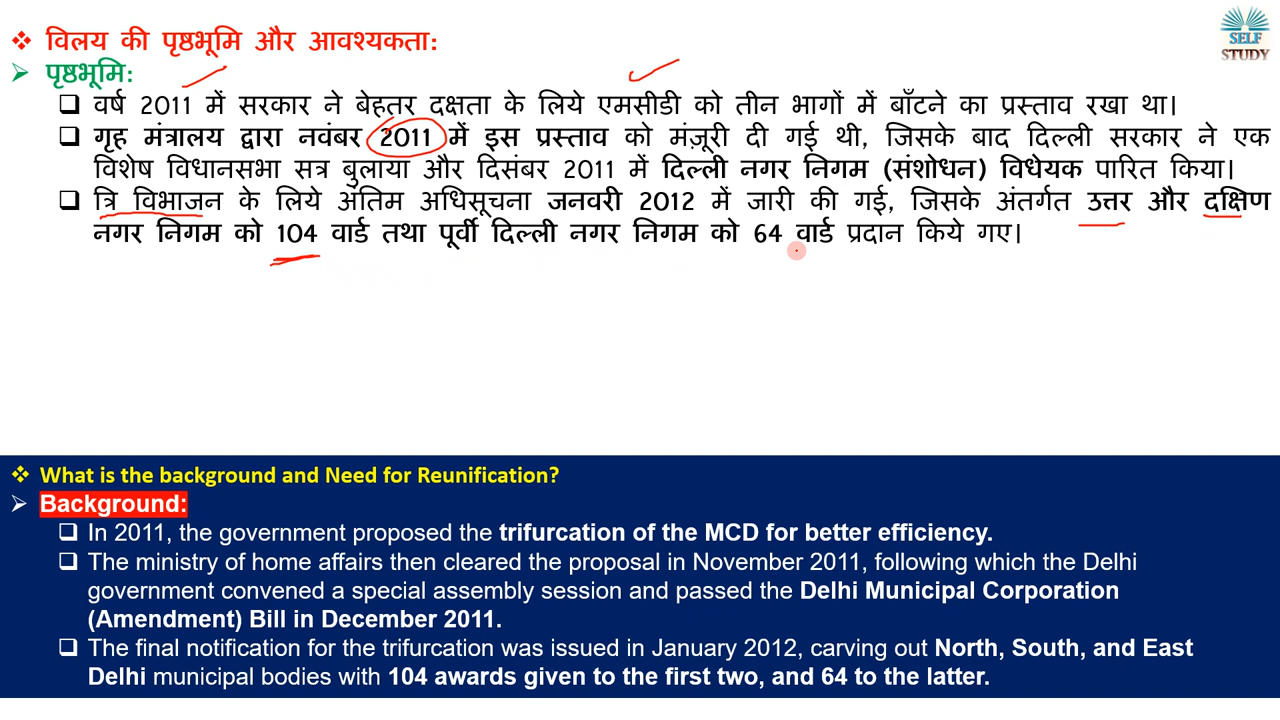 ❖ विलय की पृष्ठभूमि और आवश्यकता:
SELF
STUDY
➢ पृष्ठभूमि:
❑ वर्ष 2011 में सरकार ने बेहतर दक्षता के लिये एमसीडी को तीन भागों में बाँटने का प्रस्ताव रखा था।
❑ गृह मंत्रालय द्वारा नवंबर 2011 में इस प्रस्ताव को मंज़ूरी दी गई थी, जिसके बाद दिल्ली सरकार ने एक
विशेष विधानसभा सत्र बुलाया और दिसंबर 2011 में दिल्ली नगर निगम (संशोधन) विधेयक पारित किया।
❑ त्रि विभाजन के लिये अंतिम अधिसूचना जनवरी 2012 में जारी की गई, जिसके अंतर्गत उत्तर और दक्षिण
नगर निगम को 104 वार्ड तथा पूर्वी दिल्ली नगर निगम को 64 वार्ड प्रदान किये गए।
❖ What is the background and Need for Reunification?
➢ Background:
❑ In 2011, the government proposed the trifurcation of the MCD for better efficiency.
❑ The ministry of home affairs then cleared the proposal in November 2011, following which the Delhi
government convened a special assembly session and passed the Delhi Municipal Corporation
(Amendment) Bill in December 2011.
❑ The final notification for the trifurcation was issued in January 2012, carving out North, South, and East
Delhi municipal bodies with 104 awards given to the first two, and 64 to the latter.